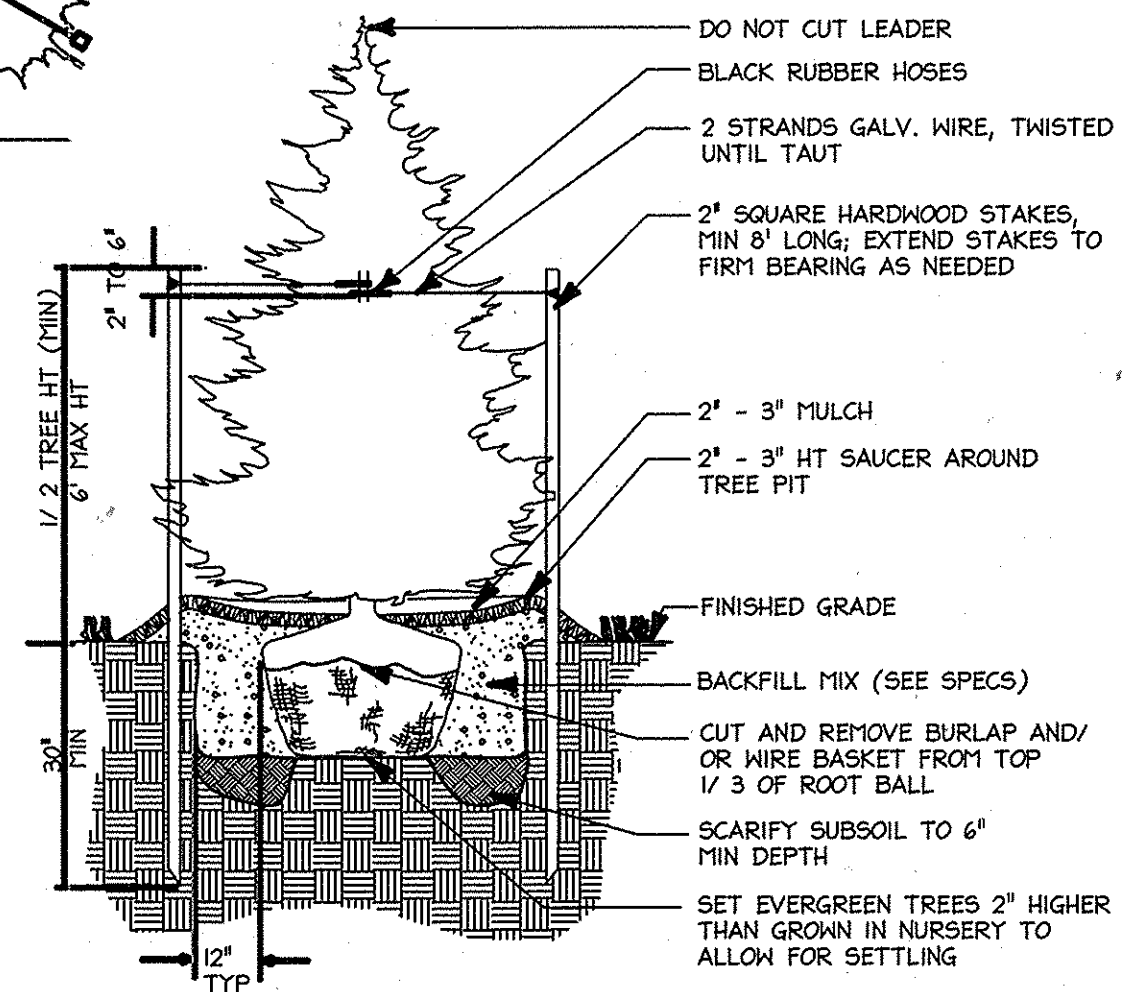 DO NOT CUT LEADER
BLACK RUBBER HOSES
2 STRANDS GALV. WIRE, TWISTED
UNTIL TAUT
2" SQUARE HARDWOOD STAKES,
MIN 8' LONG; EXTEND STAKES TO
FIRM BEARING AS NEEDED
2" TO 6"
1/2 TREE HT (MIN)
6' MAX HT
2" - 3" MULCH
2" - 3" HT SAUCER AROUND
TREE PIT
FINISHED GRADE
BACKFILL MIX (SEE SPECS)
CUT AND REMOVE BURLAP AND/
OR WIRE BASKET FROM TOP
1/3 OF ROOT BALL
30"
MIN
SCARIFY SUBSOIL TO 6"
MIN DEPTH
SET EVERGREEN TREES 2" HIGHER
THAN GROWN IN NURSERY TO
ALLOW FOR SETTLING
12"
TYP